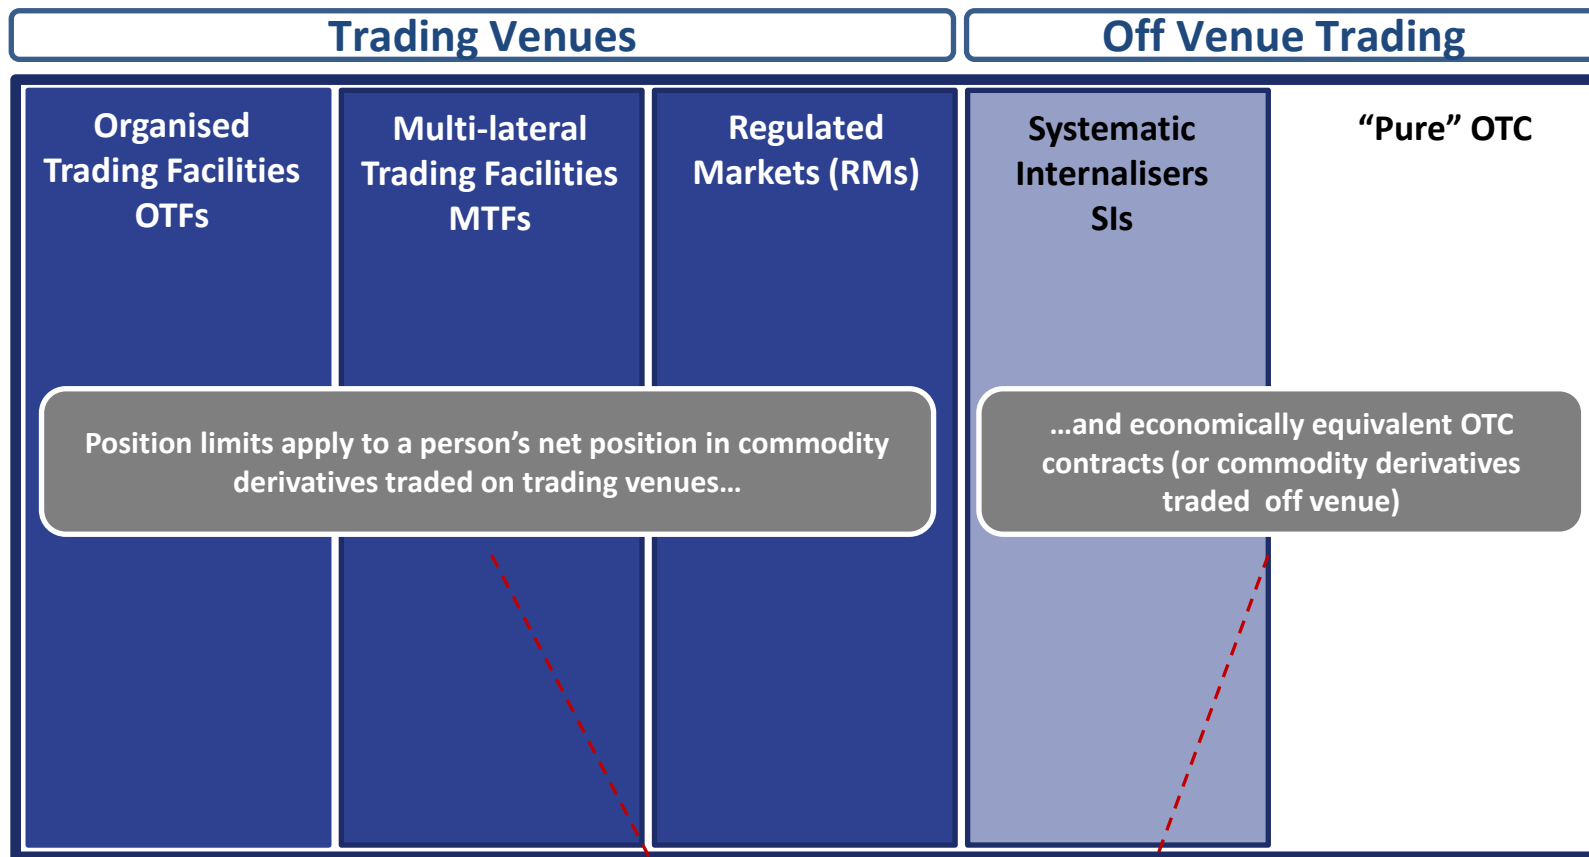 Trading Venues
Off Venue Trading
Organised
Trading Facilities
OTFs
Multi-lateral
Trading Facilities
MTFs
Regulated
Markets (RMs)
Systematic
Internalisers
SIs
“Pure” OTC
Position limits apply to a person’s net position in commodity
derivatives traded on trading venues…
…and economically equivalent OTC
contracts (or commodity derivatives
traded  off venue)